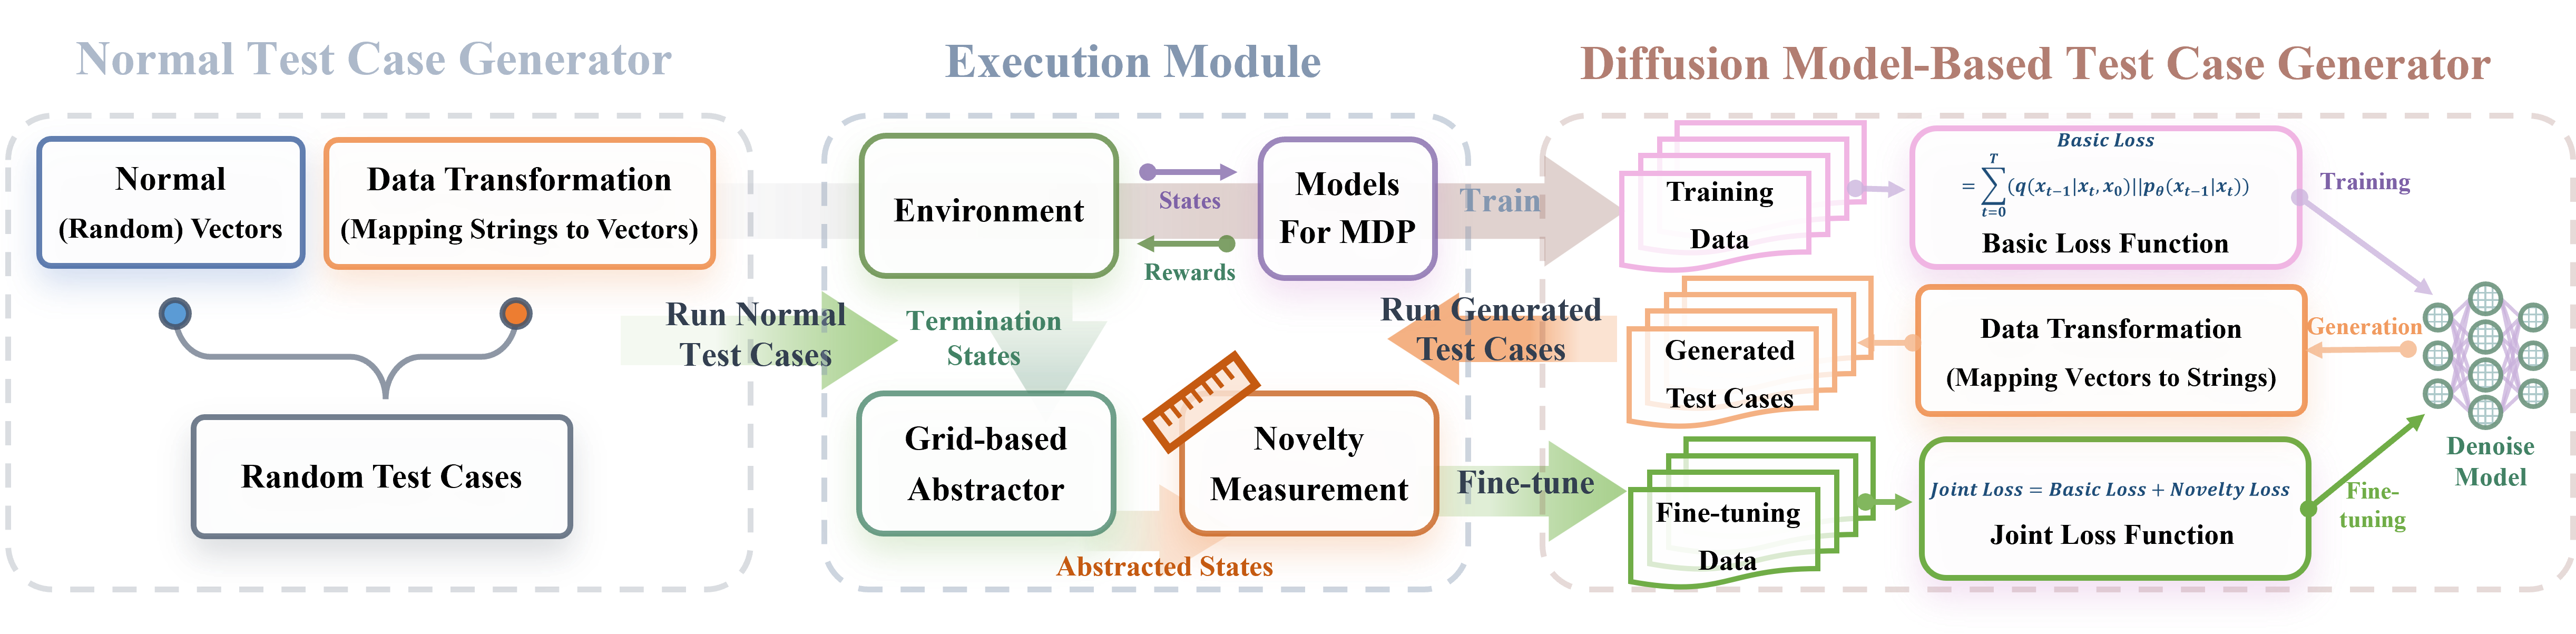 Normal Test Case Generator
Normal
(Random) Vectors
Data Transformation
(Mapping Strings to Vectors)
Random Test Cases
Run Normal
Test Cases
Execution Module
Environment
States
Rewards
Models
For MDP
Termination
States
Grid-based
Abstractor
Novelty
Measurement
Abstracted States
Train
Run Generated
Test Cases
Fine-tune
Diffusion Model-Based Test Case Generator
Training
Data
Basic Loss
= \sum_{t=0}^{T}(q(x_{t-1}|x_t, x_0)||p_θ(x_{t-1}|x_t))
Basic Loss Function
Training
Generated
Test Cases
Data Transformation
(Mapping Vectors to Strings)
Generation
Denoise
Model
Fine-tuning
Data
Joint Loss = Basic Loss + Novelty Loss
Joint Loss Function
Fine-
tuning